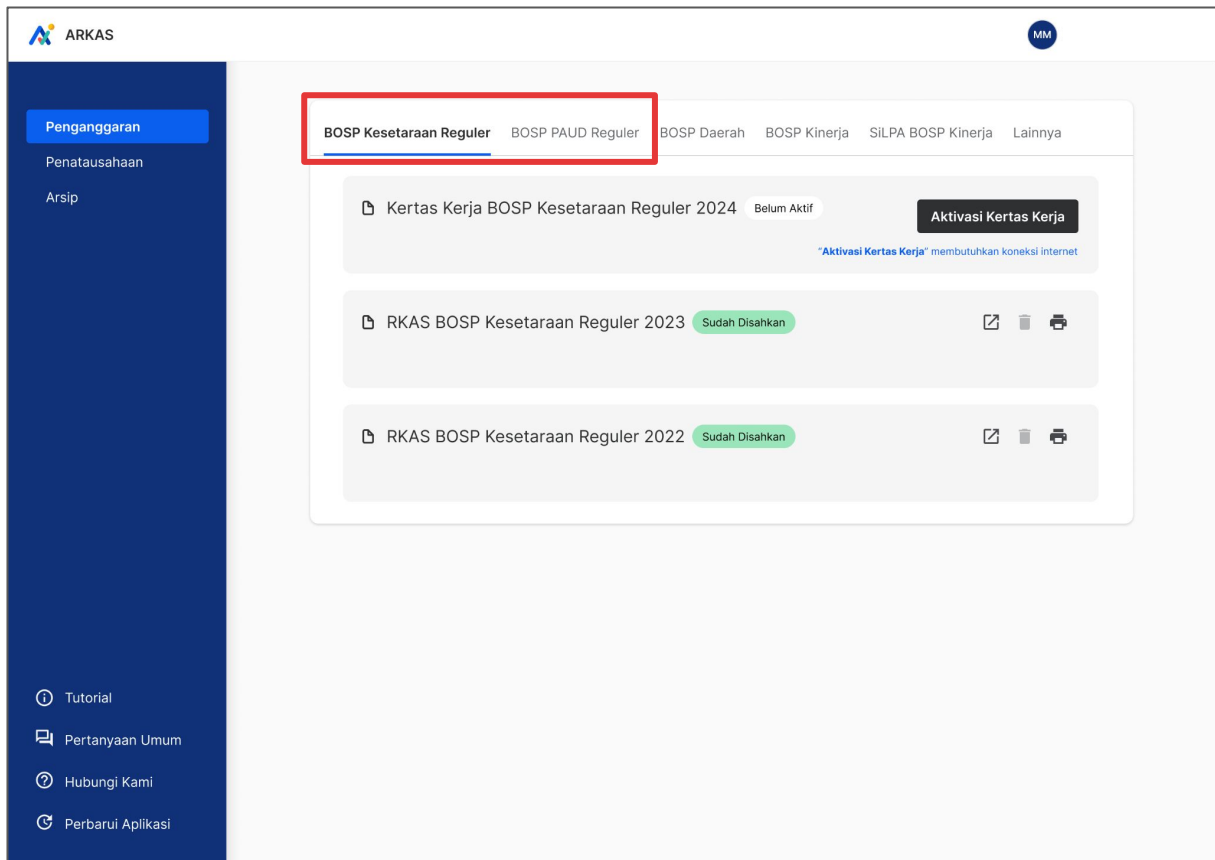 ARKAS
MM
Penganggaran
Penatausahaan
Arsip
BOSP Kesetaraan Reguler BOSP PAUD Reguler BOSP Daerah BOSP Kinerja SiLPA BOSP Kinerja Lainnya
Kertas Kerja BOSP Kesetaraan Reguler 2024 Belum Aktif
Aktivasi Kertas Kerja
"Aktivasi Kertas Kerja" membutuhkan koneksi internet
RKAS BOSP Kesetaraan Reguler 2023 Sudah Disahkan
RKAS BOSP Kesetaraan Reguler 2022 Sudah Disahkan
Tutorial
Pertanyaan Umum
Hubungi Kami
Perbarui Aplikasi